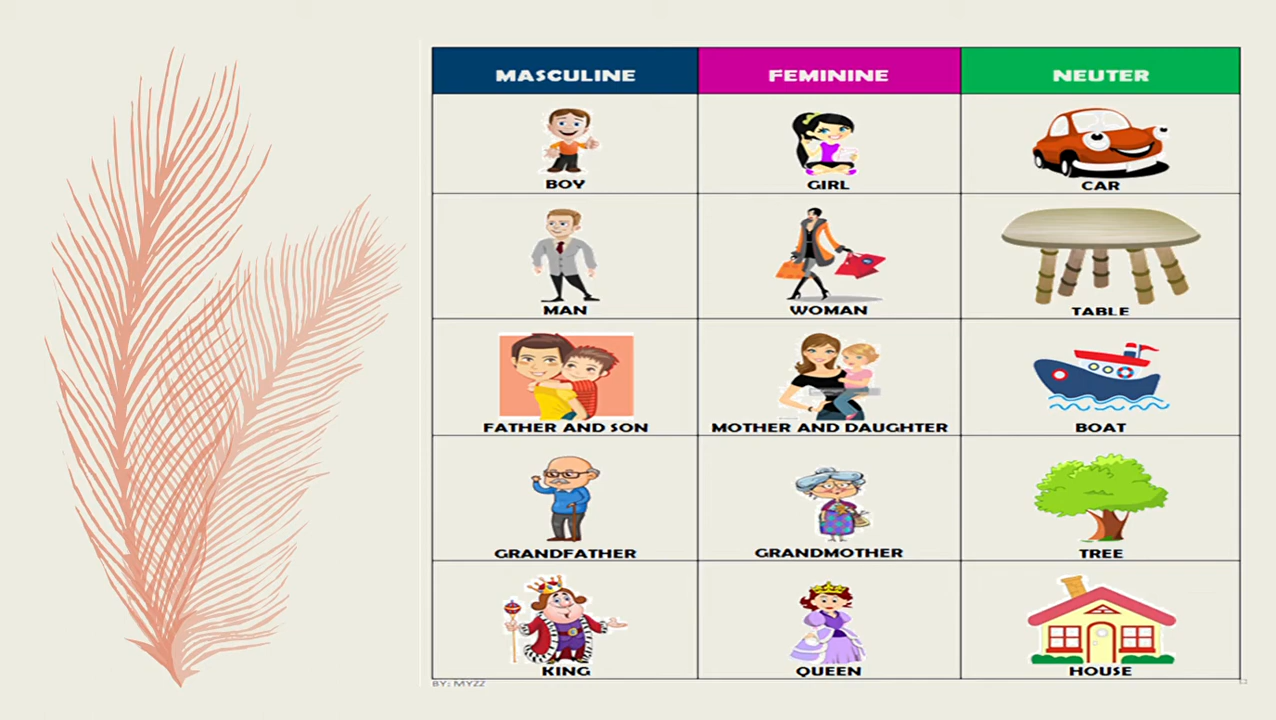 MASCULINE FEMININE NEUTER
BOY GIRL CAR
MAN WOMAN TABLE
FATHER AND SON MOTHER AND DAUGHTER BOAT
GRANDFATHER GRANDMOTHER TREE
KING QUEEN HOUSE
BY: MYZZ